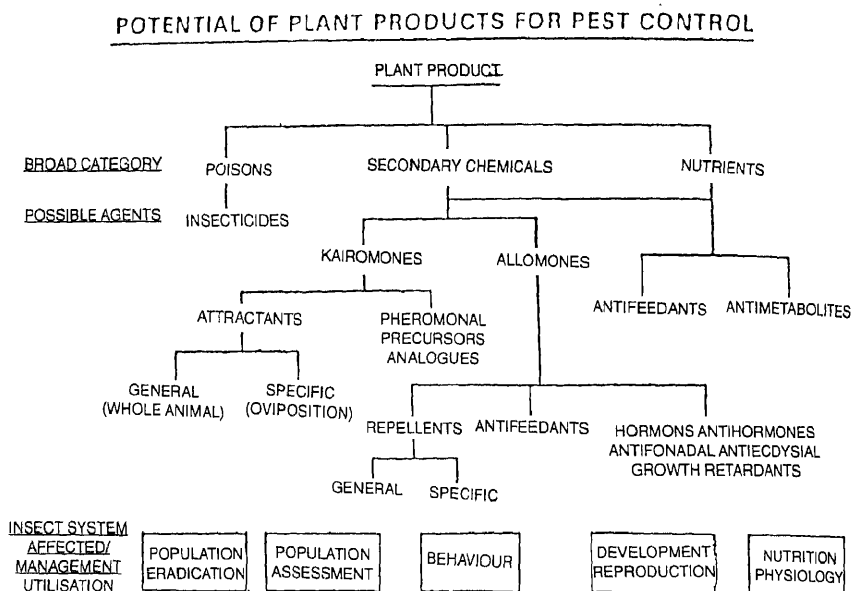 POTENTIAL OF PLANT PRODUCTS FOR PEST CONTROL
PLANT PRODUCT
BROAD CATEGORY
POISONS
SECONDARY CHEMICALS
NUTRIENTS
POSSIBLE AGENTS
INSECTICIDES
KAIROMONES
ALLOMONES
ATTRACTANTS
PHEROMONAL
PRECURSORS
ANALOGUES
ANTIFEEDANTS
ANTIMETABOLITES
GENERAL
(WHOLE ANIMAL)
SPECIFIC
(OVIPOSITION)
REPELLENTS
ANTIFEEDANTS
HORMONS ANTIHORMONES
ANTIFONADAL ANTIECDYSIAL
GROWTH RETARDANTS
GENERAL
SPECIFIC
INSECT SYSTEM
AFFECTED/
MANAGEMENT
UTILISATION
POPULATION
ERADICATION
POPULATION
ASSESSMENT
BEHAVIOUR
DEVELOPMENT
REPRODUCTION
NUTRITION
PHYSIOLOGY